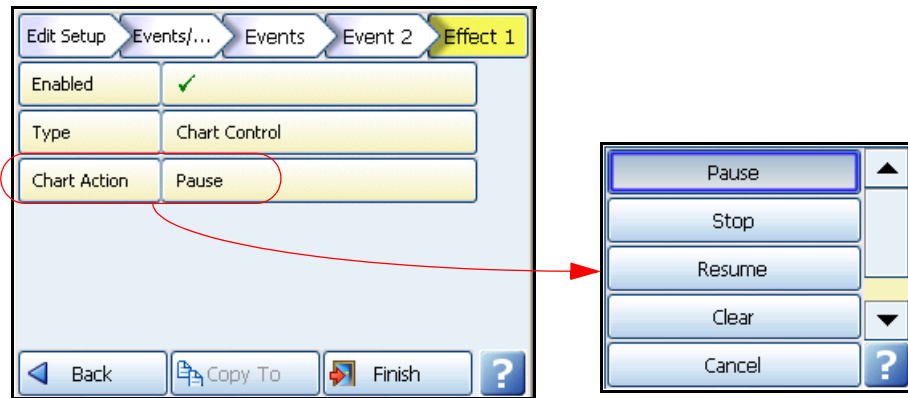 Edit Setup Events/... Events Event 2 Effect 1
Enabled
Type Chart Control
Chart Action Pause
Back Copy To Finish ?
Pause
Stop
Resume
Clear
Cancel ?